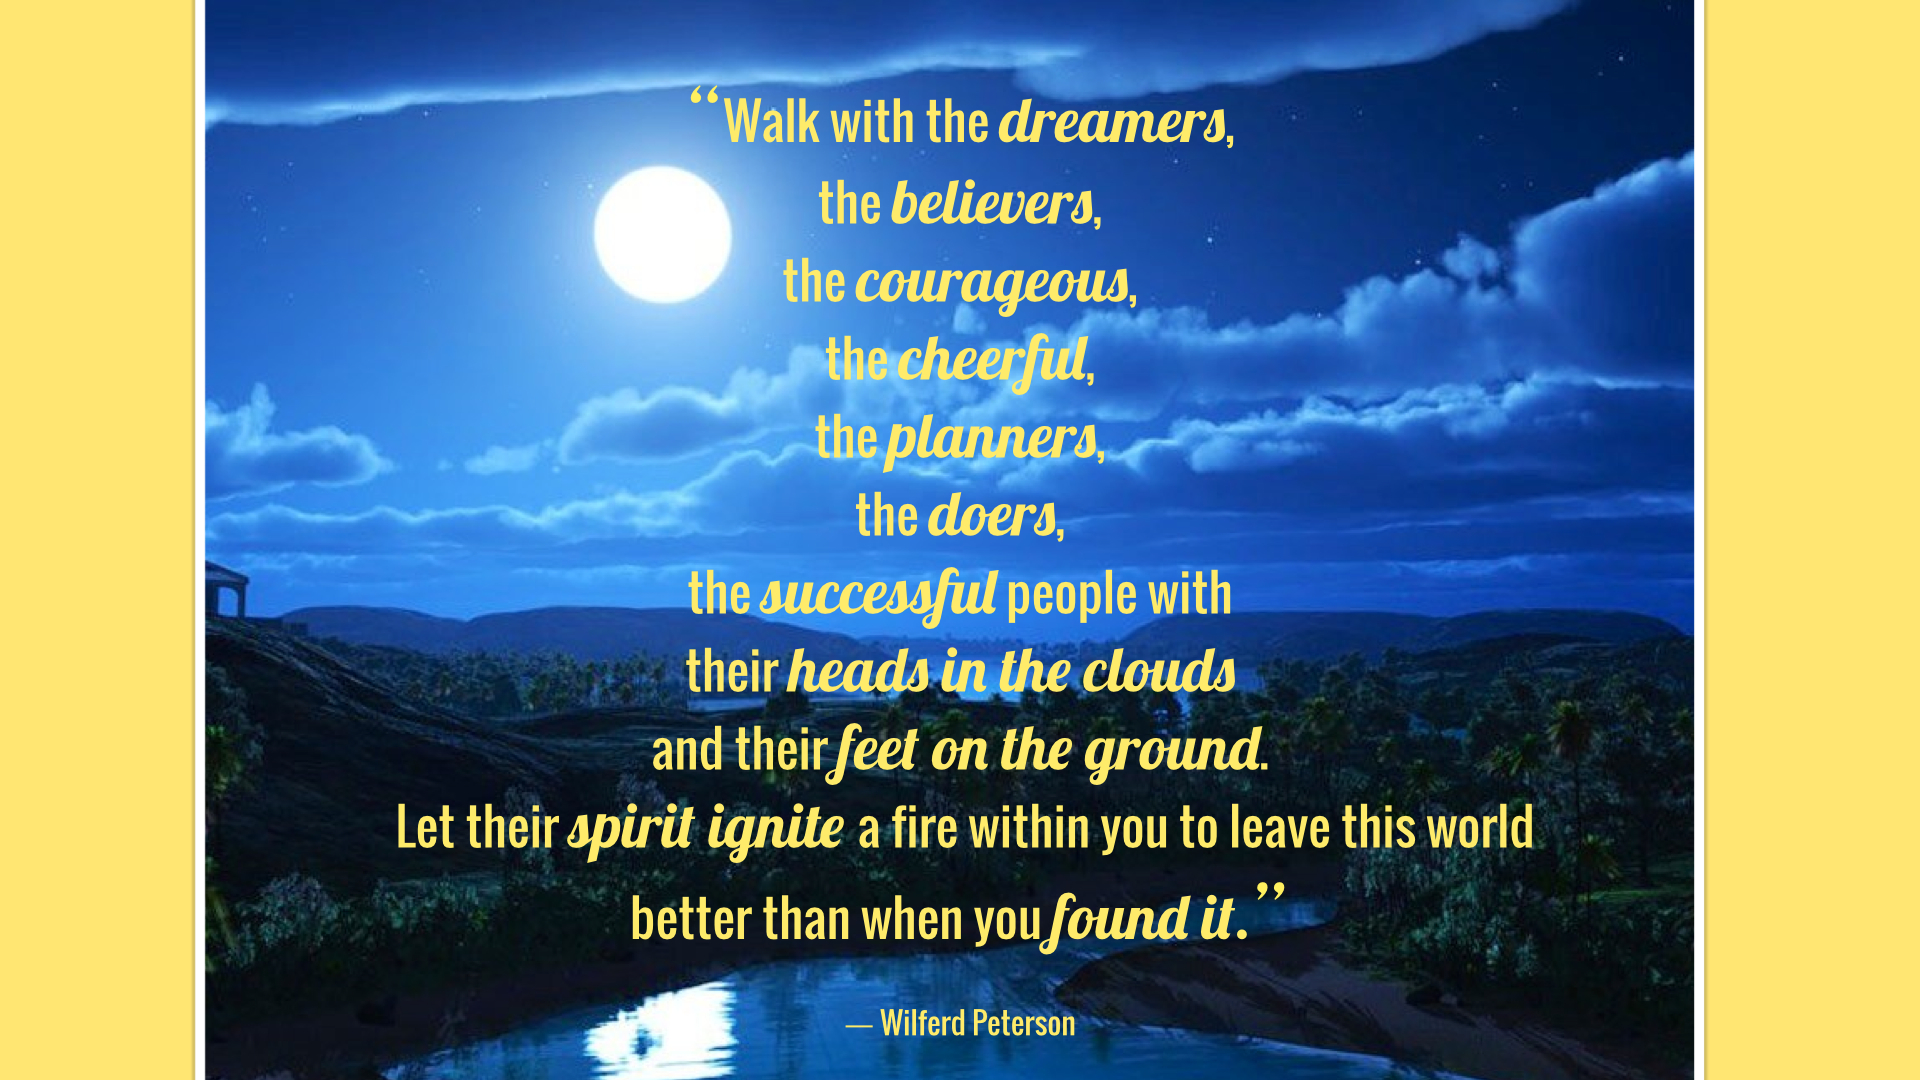 “Walk with the dreamers,
the believers,
the courageous,
the cheerful,
the planners,
the doers,
the successful people with
their heads in the clouds
and their feet on the ground.
Let their spirit ignite a fire within you to leave this world
better than when you found it.”
— Wilferd Peterson